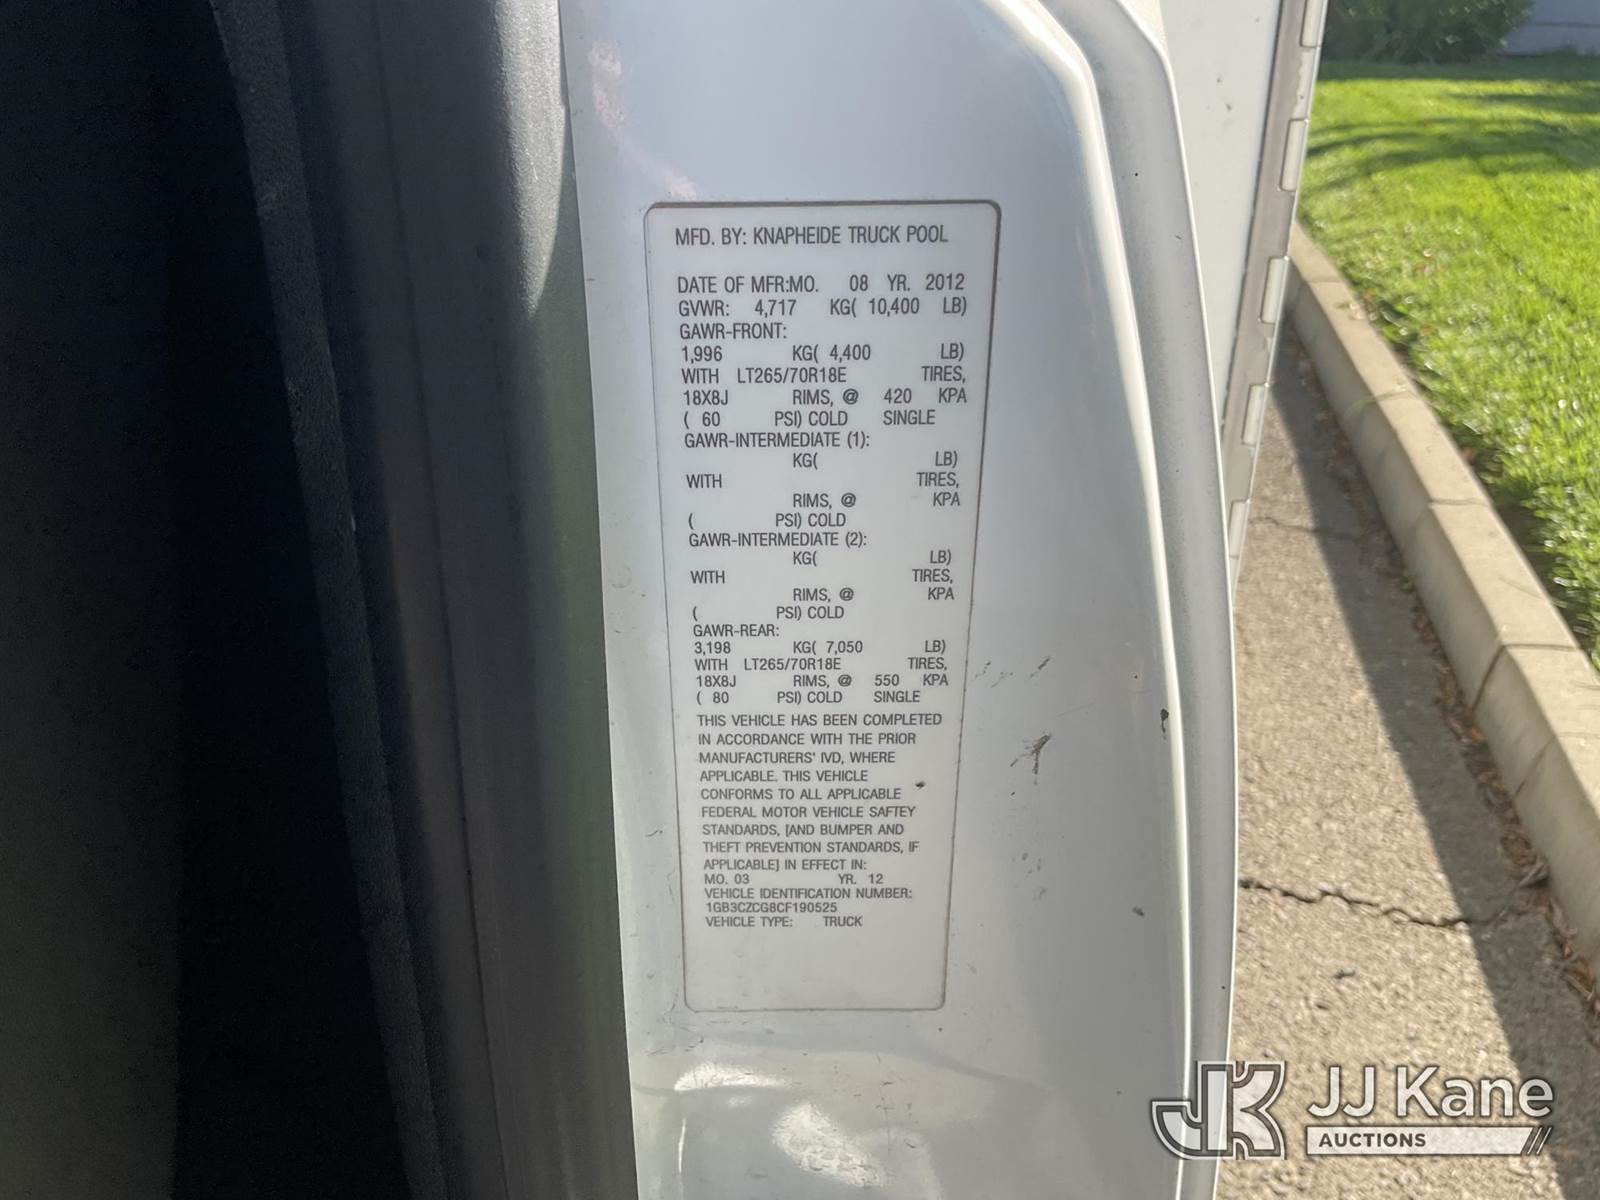 MFD. BY: KNAPHEIDE TRUCK POOL
DATE OF MFR:MO. 08 YR. 2012
GVWR: 4,717 KG( 10,400 LB)
GAWR-FRONT:
1,996 KG( 4,400 LB)
WITH LT265/70R18E TIRES,
18X8J RIMS, @ 420 KPA
( 60 PSI) COLD SINGLE
GAWR-INTERMEDIATE (1):
KG( LB)
WITH TIRES,
RIMS, @ KPA
( PSI) COLD
GAWR-INTERMEDIATE (2):
KG( LB)
WITH TIRES,
RIMS, @ KPA
( PSI) COLD
GAWR-REAR:
3,198 KG( 7,050 LB)
WITH LT265/70R18E TIRES,
18X8J RIMS, @ 550 KPA
( 80 PSI) COLD SINGLE
THIS VEHICLE HAS BEEN COMPLETED
IN ACCORDANCE WITH THE PRIOR
MANUFACTURERS' IVD, WHERE
APPLICABLE. THIS VEHICLE
CONFORMS TO ALL APPLICABLE
FEDERAL MOTOR VEHICLE SAFTEY
STANDARDS, [AND BUMPER AND
THEFT PREVENTION STANDARDS, IF
APPLICABLE] IN EFFECT IN:
MO. 03 YR. 12
VEHICLE IDENTIFICATION NUMBER:
1GB3CZCG8CF190525
VEHICLE TYPE: TRUCK
JK JJ Kane
AUCTIONS